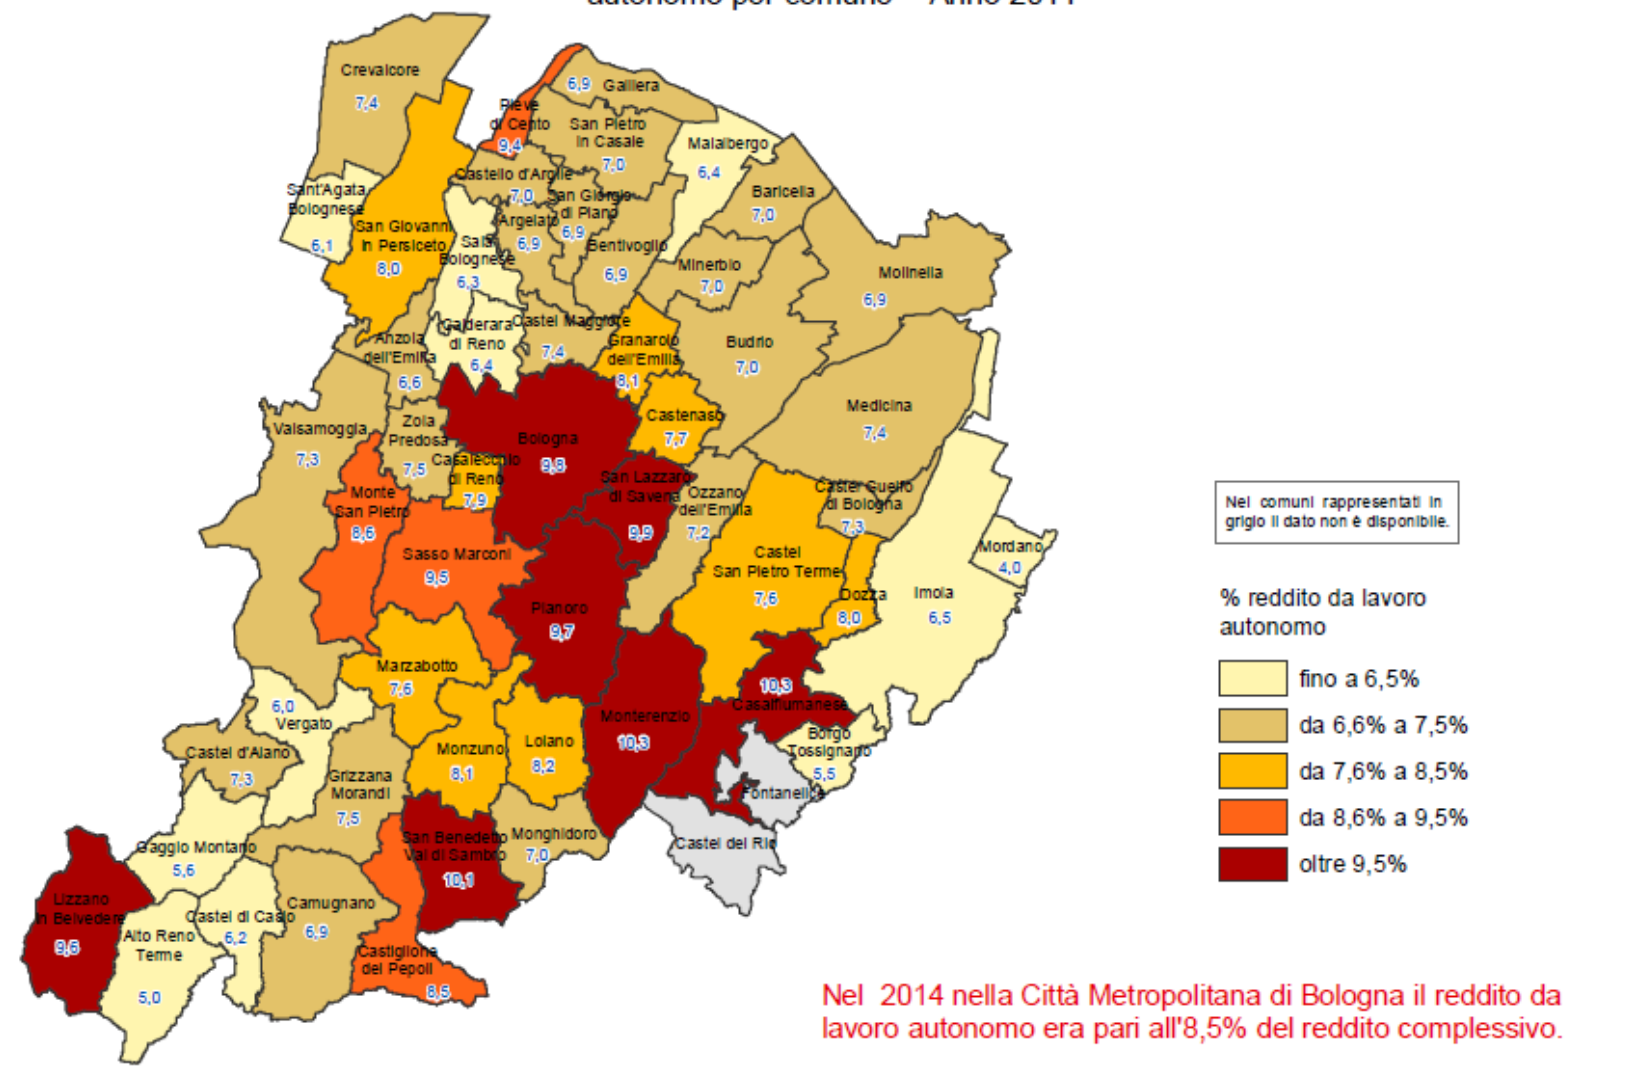 autonomo per comune – Anno 2014
Crevalcore
7,4
6,9 Galliera
Pieve
di Cento
9,4
San Pietro
in Casale
7,0
Malalbergo
6,4
Sant'Agata
Bolognese
6,1
San Giovanni
in Persiceto
8,0
Castello d'Argile
7,0
San Giorgio
di Piano
6,9
Argelato
6,9
Baricella
7,0
Sala
Bolognese
6,3
Bentivoglio
6,9
Minerbio
7,0
Molinella
6,9
Calderara
di Reno
6,4
Castel Maggiore
7,4
Anzola
dell'Emilia
6,6
Granarolo
dell'Emilia
8,1
Budrio
7,0
Valsamoggia
7,3
Zola
Predosa
7,5
Castenaso
7,7
Medicina
7,4
Bologna
9,8
Casalecchio
di Reno
7,9
Monte
San Pietro
8,6
San Lazzaro
di Savena
9,9
Ozzano
dell'Emilia
7,2
Castel Guelfo
di Bologna
7,3
Sasso Marconi
9,5
Castel
San Pietro Terme
7,6
Mordano
4,0
Pianoro
9,7
Dozza
8,0
Imola
6,5
Marzabotto
7,6
6,0
Vergato
10,3
Casalfiumanese
Monterenzio
10,3
Castel d'Aiano
7,3
Monzuno
8,1
Loiano
8,2
Borgo
Tossignano
5,5
Grizzana
Morandi
7,5
Fontanelice
Gaggio Montano
5,6
San Benedetto
Val di Sambro
10,1
Monghidoro
7,0
Castel del Rio
Lizzano
in Belvedere
9,6
Alto Reno
Terme
5,0
Castel di Casio
6,2
Camugnano
6,9
Castiglione
dei Pepoli
8,5
Nei comuni rappresentati in
grigio il dato non è disponibile.
% reddito da lavoro
autonomo
fino a 6,5%
da 6,6% a 7,5%
da 7,6% a 8,5%
da 8,6% a 9,5%
oltre 9,5%
Nel 2014 nella Città Metropolitana di Bologna il reddito da
lavoro autonomo era pari all'8,5% del reddito complessivo.